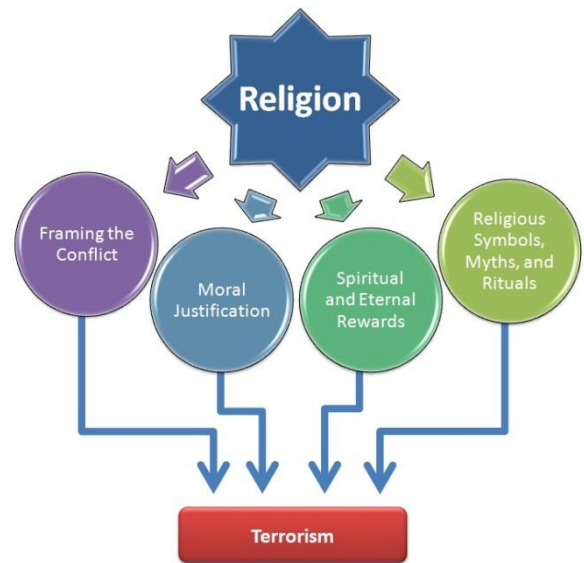 Religion
Framing the
Conflict
Moral
Justification
Spiritual
and Eternal
Rewards
Religious
Symbols,
Myths, and
Rituals
Terrorism